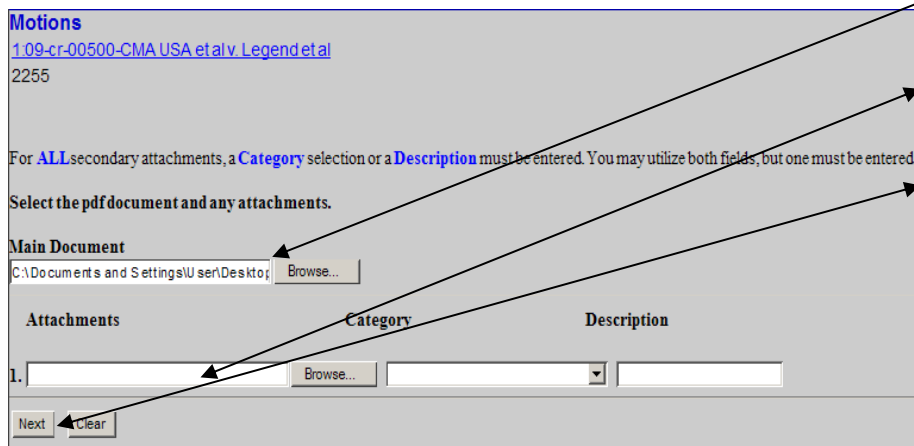 Motions
1:09-cr-00500-CMA USA et al v. Legend et al
2255
For ALL secondary attachments, a Category selection or a Description must be entered. You may utilize both fields, but one must be entered.
Select the pdf document and any attachments.
Main Document
C:\Documents and Settings\User\Desktop Browse...
Attachments Category Description
1. Browse...
Next Clear